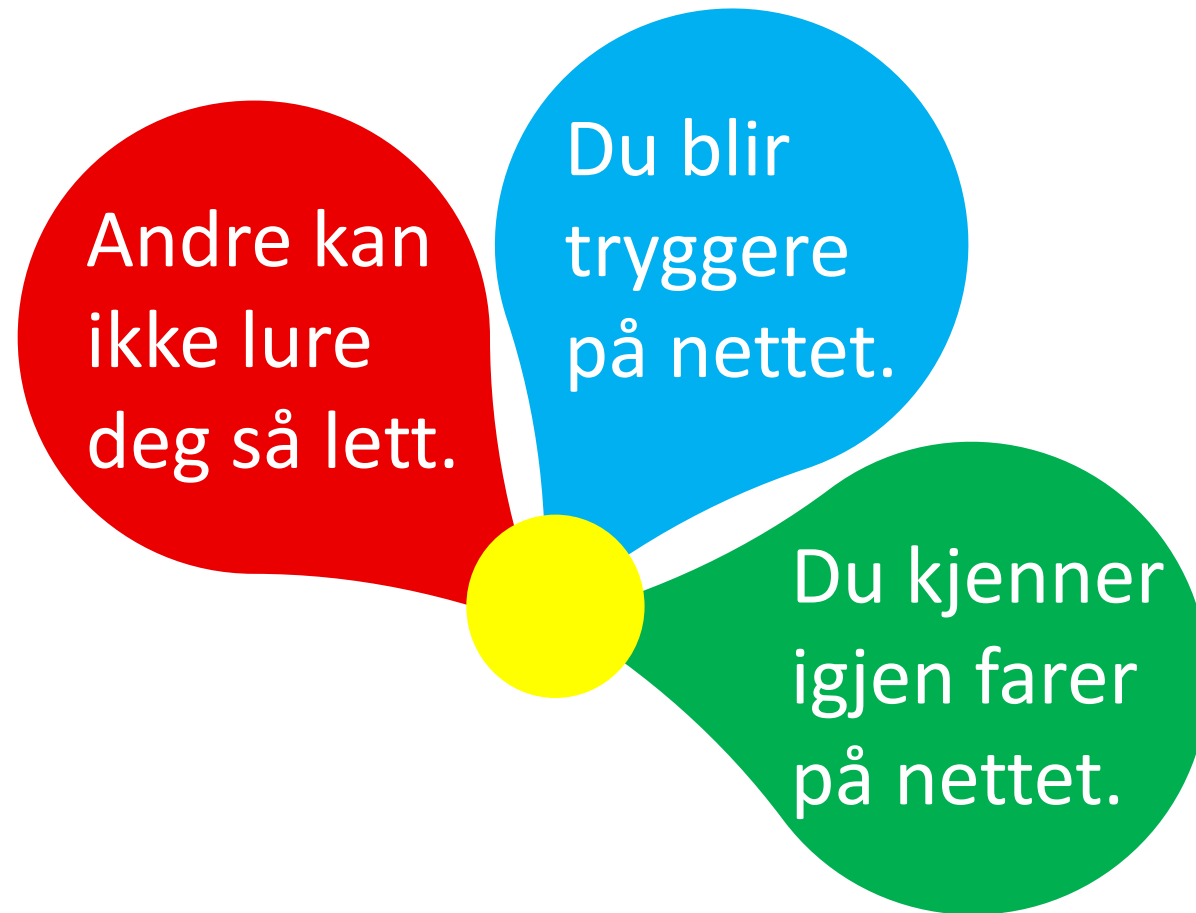 Andre kan
ikke lure
deg så lett.
Du blir
tryggere
på nettet.
Du kjenner
igjen farer
på nettet.